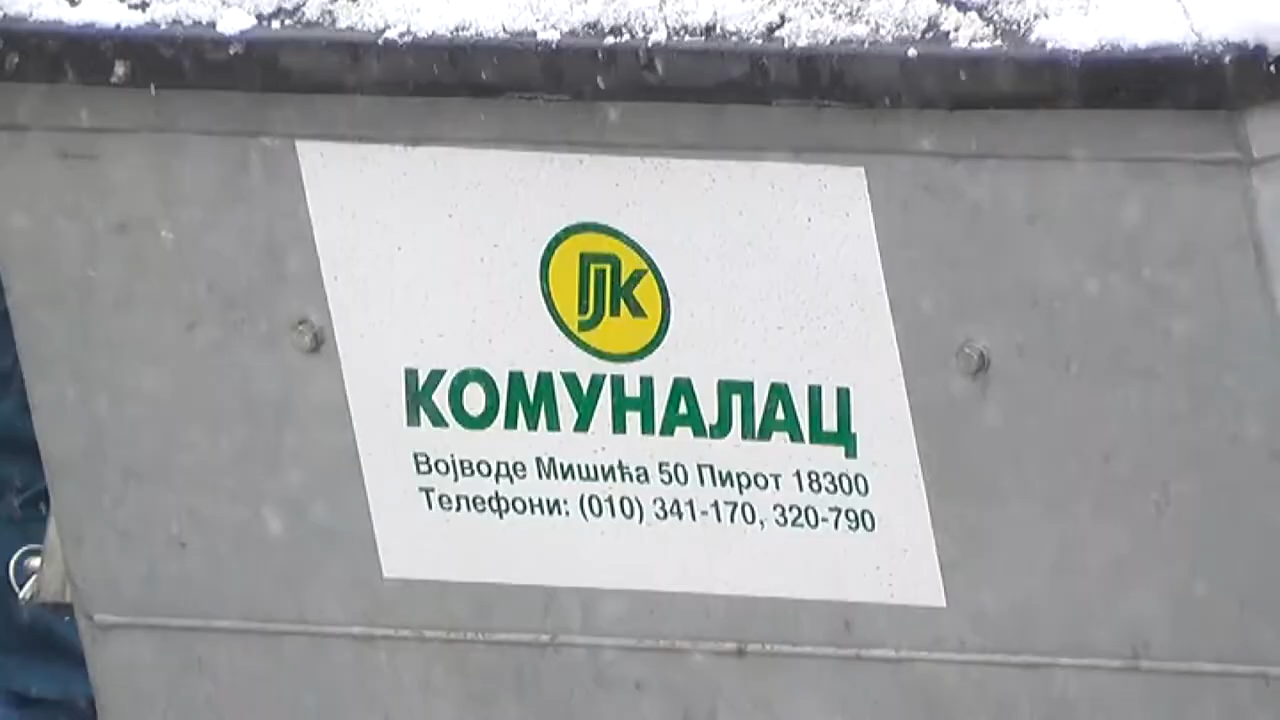 ЈК
КОМУНАЛАЦ
Војводе Мишића 50 Пирот 18300
Телефони: (010) 341-170, 320-790